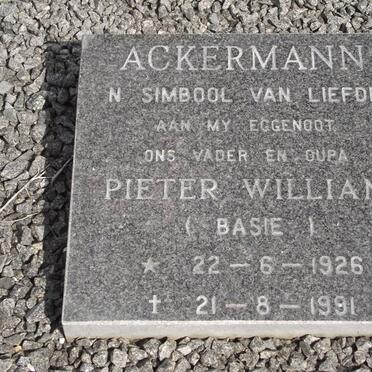 ACKERMANN
N SIMBOOL VAN LIEFDE
AAN MY EGGENOOT,
ONS VADER EN OUPA
PIETER WILLIAM
( BASIE )
★ 22 – 6 – 1926
✝ 21 – 8 – 1991